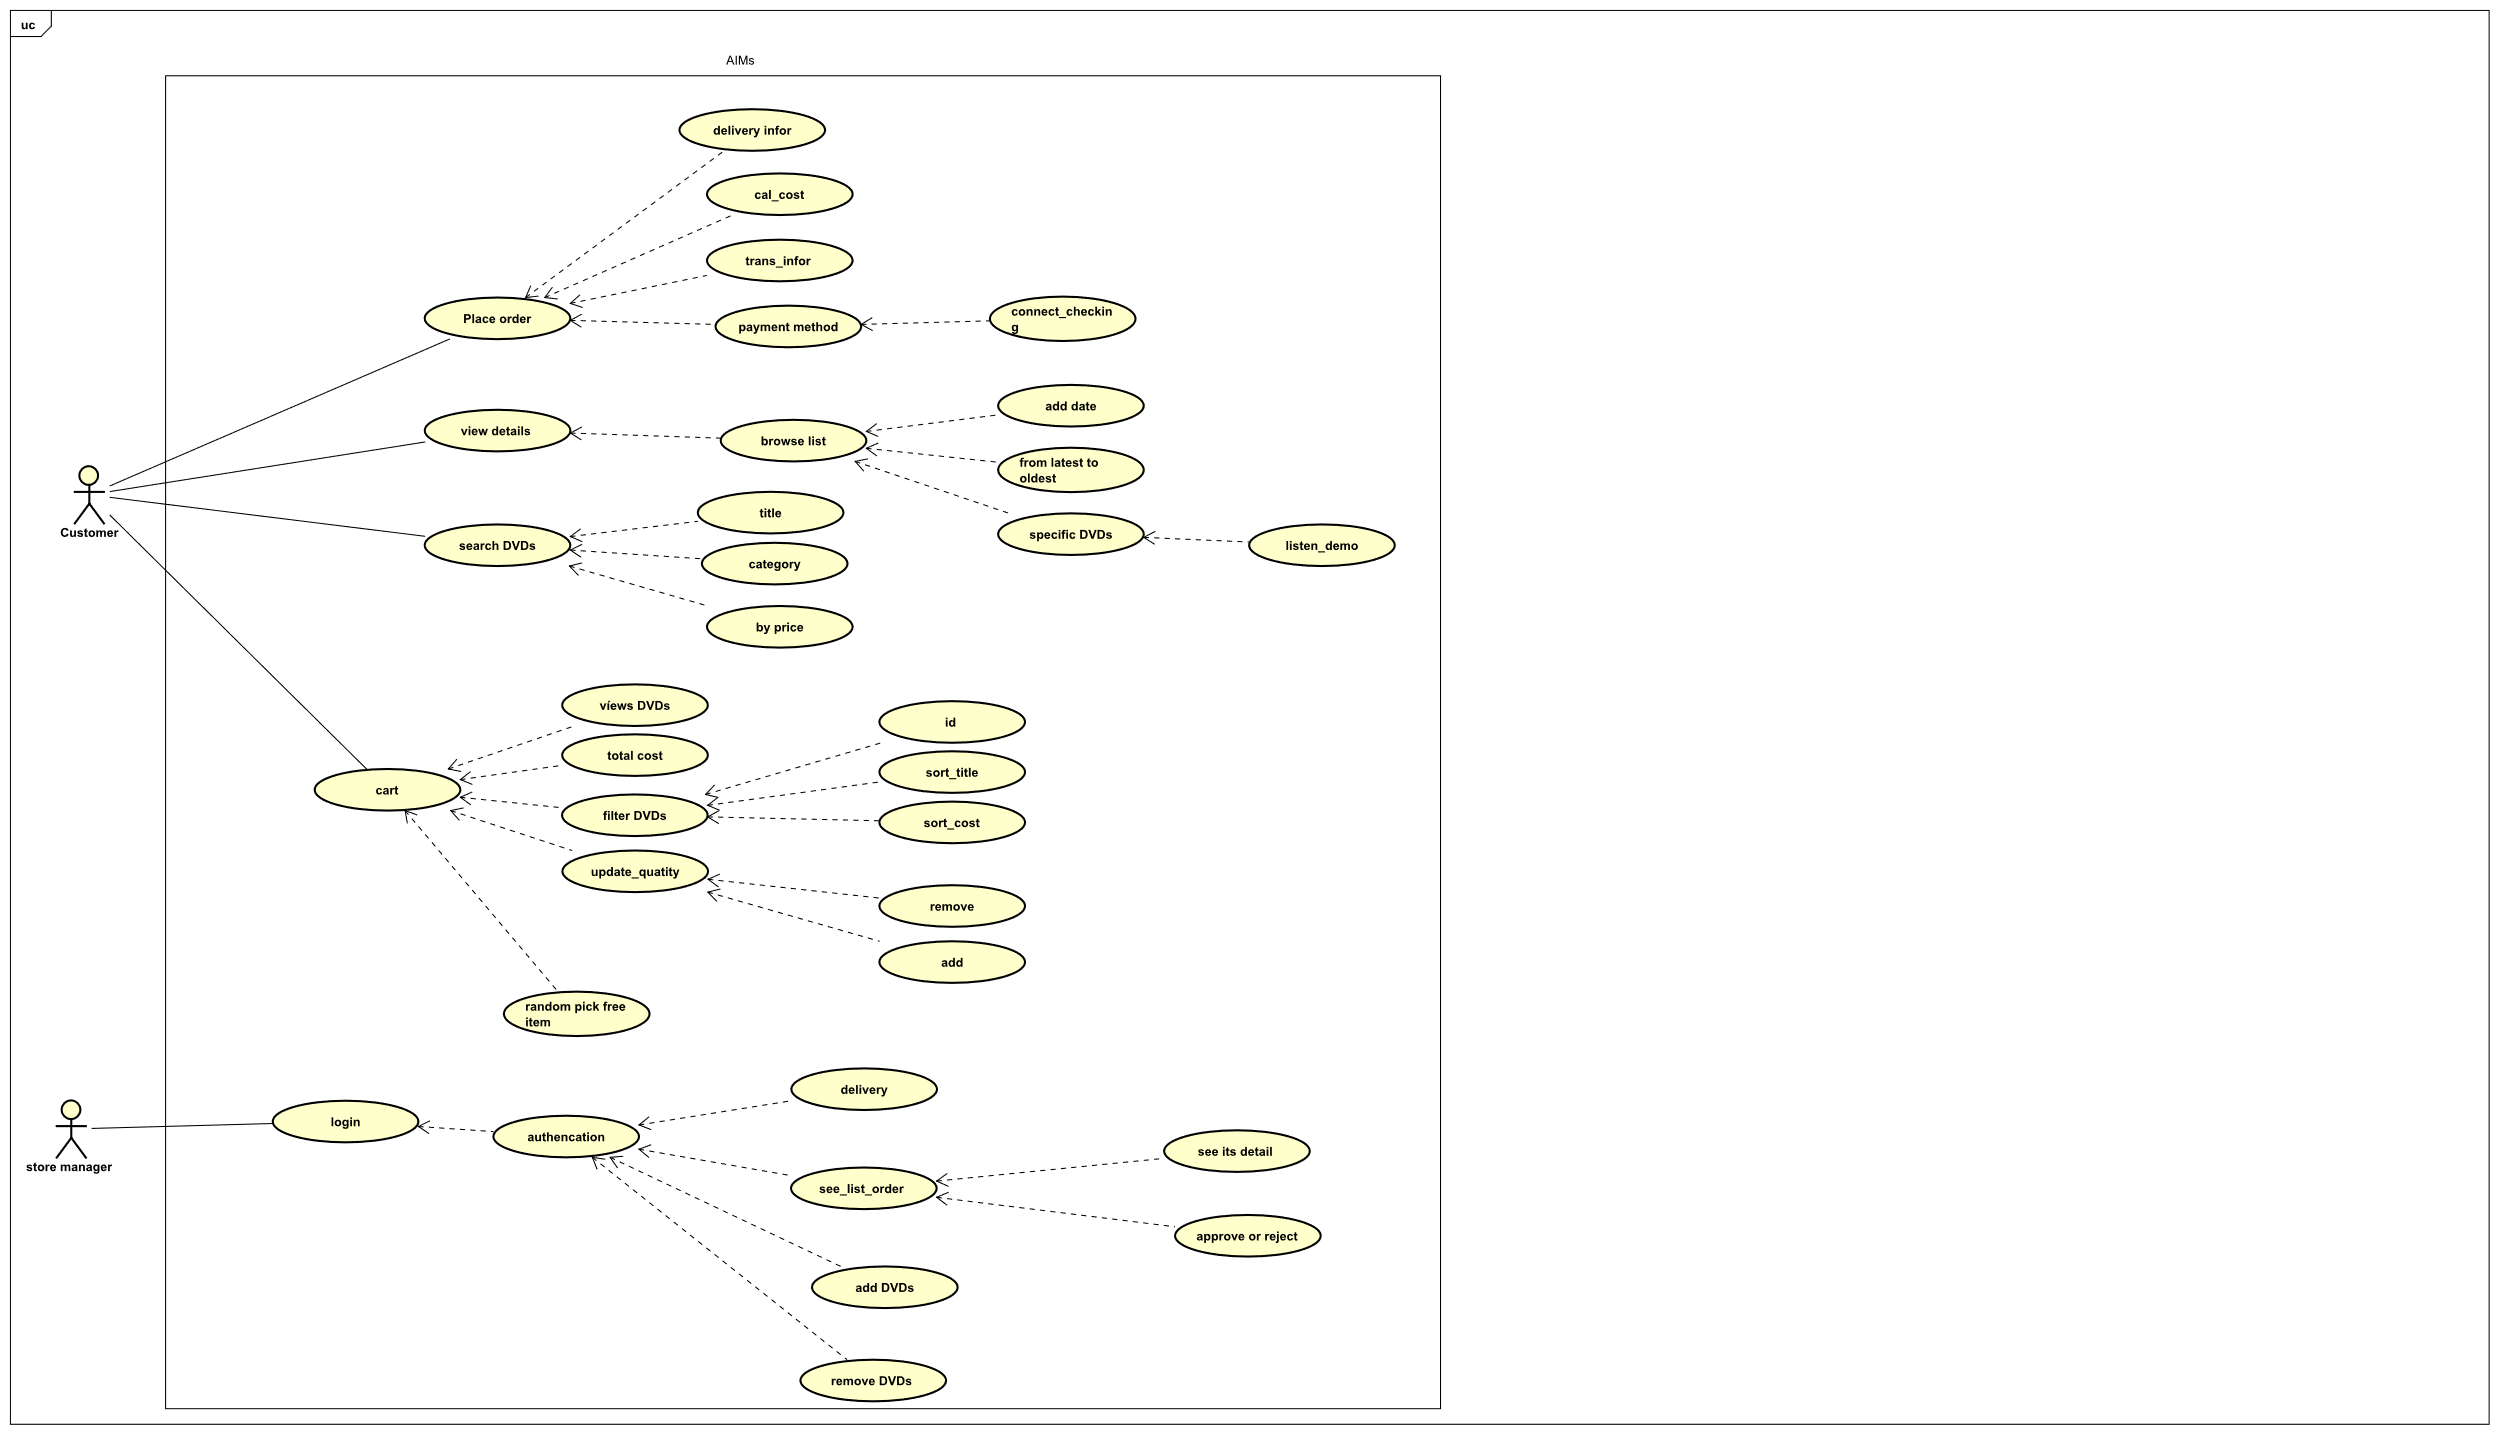 uc
AIMs
delivery infor
cal_cost
trans_infor
Place order
payment method
connect_checkin
g
view details
browse list
add date
from latest to
oldest
specific DVDs
listen_demo
Customer
search DVDs
title
category
by price
víews DVDs
total cost
filter DVDs
id
sort_title
sort_cost
cart
update_quatity
remove
add
random pick free
item
store manager
login
authencation
delivery
see_list_order
see its detail
approve or reject
add DVDs
remove DVDs